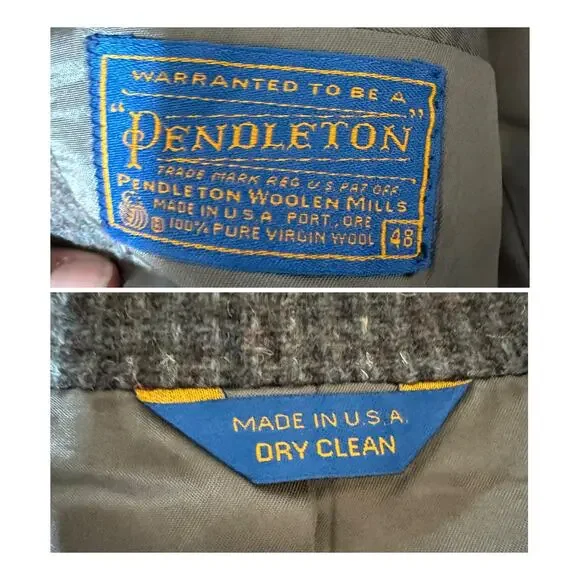 WARRANTED TO BE A
"PENDLETON"
TRADE MARK REG. U.S. PAT. OFF.
PENDLETON WOOLEN MILLS
MADE IN U.S.A. PORT., ORE.
R 100% PURE VIRGIN WOOL 48
MADE IN U.S.A.
DRY CLEAN